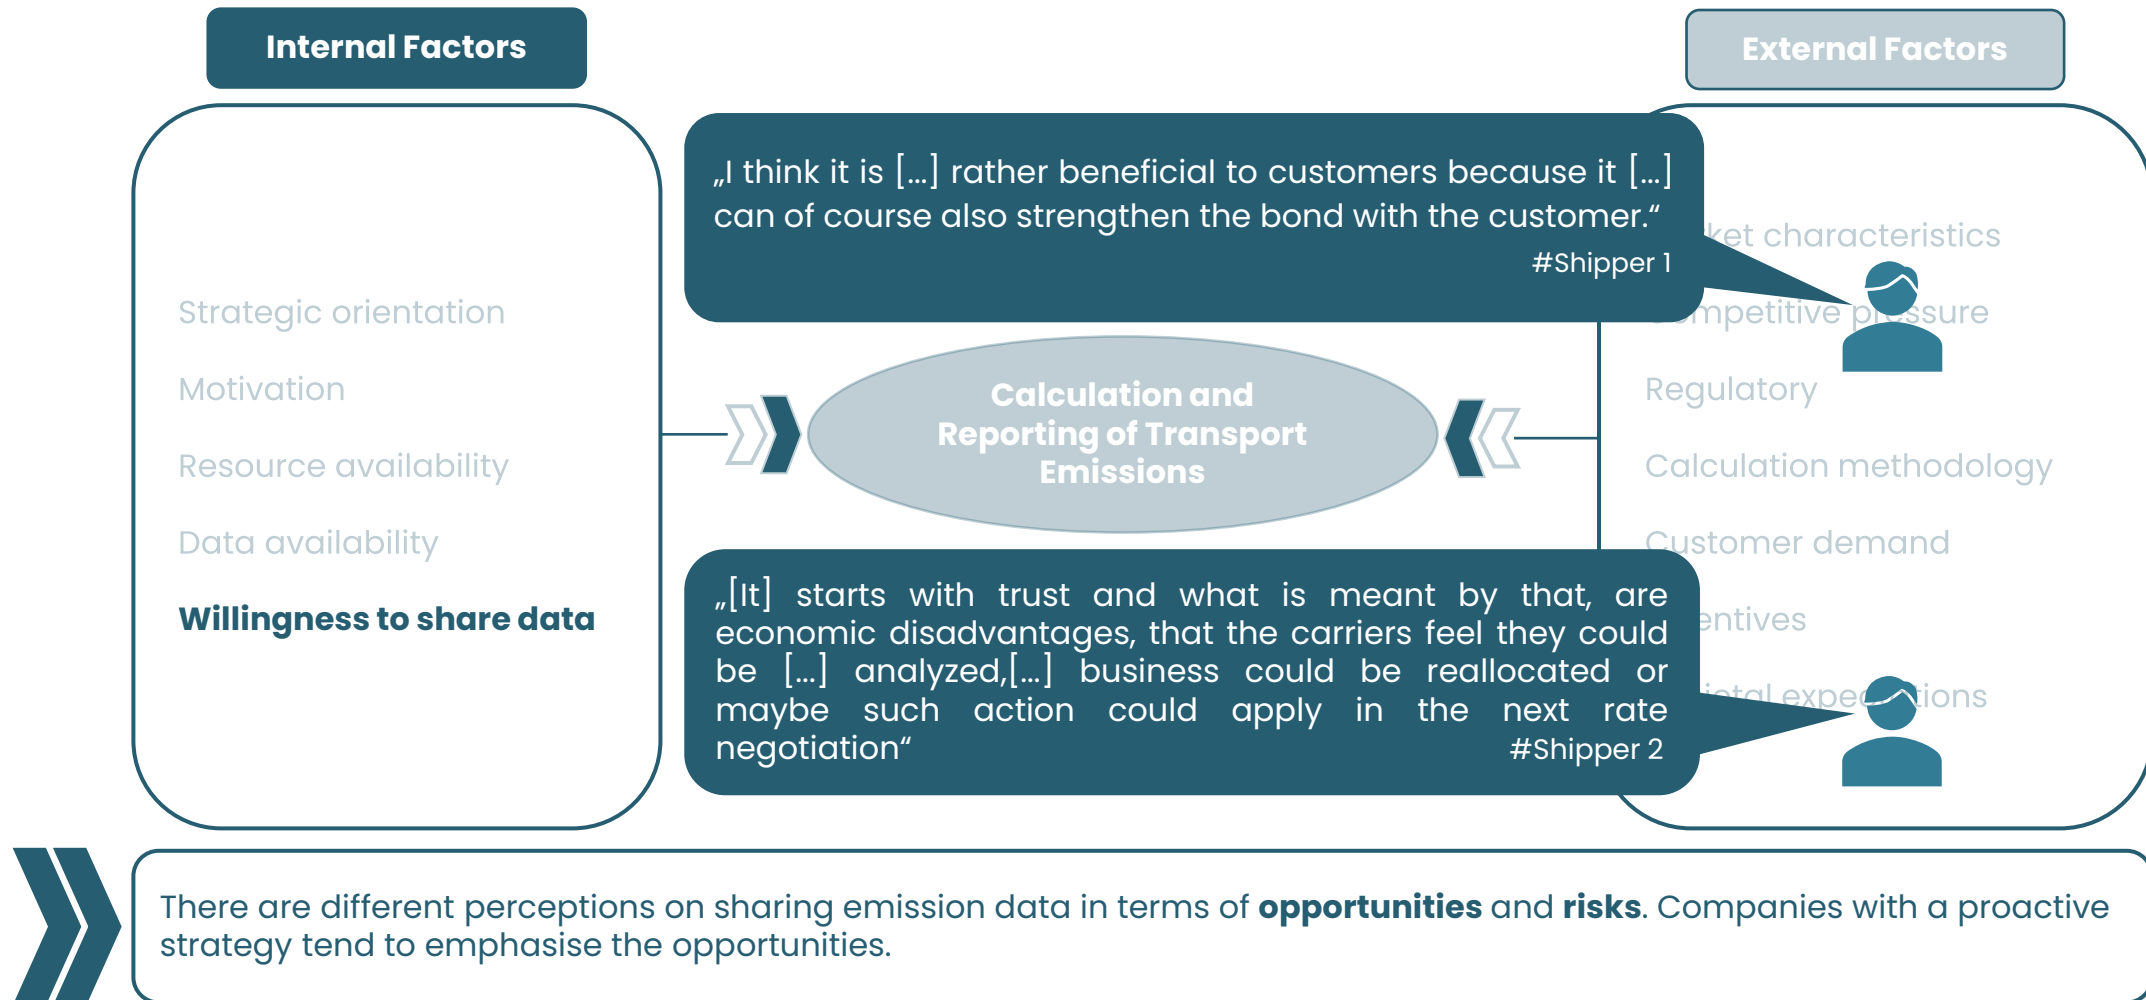 Internal Factors
External Factors
Strategic orientation
Motivation
Resource availability
Data availability
Willingness to share data
„I think it is [...] rather beneficial to customers because it [...]
can of course also strengthen the bond with the customer.“
#Shipper 1
Calculation and
Reporting of Transport
Emissions
„[It] starts with trust and what is meant by that, are
economic disadvantages, that the carriers feel they could
be [...] analyzed,[...] business could be reallocated or
maybe such action could apply in the next rate
negotiation“
#Shipper 2
characteristics
Regulatory
Calculation methodology
Customer demand
There are different perceptions on sharing emission data in terms of opportunities and risks. Companies with a proactive
strategy tend to emphasise the opportunities.